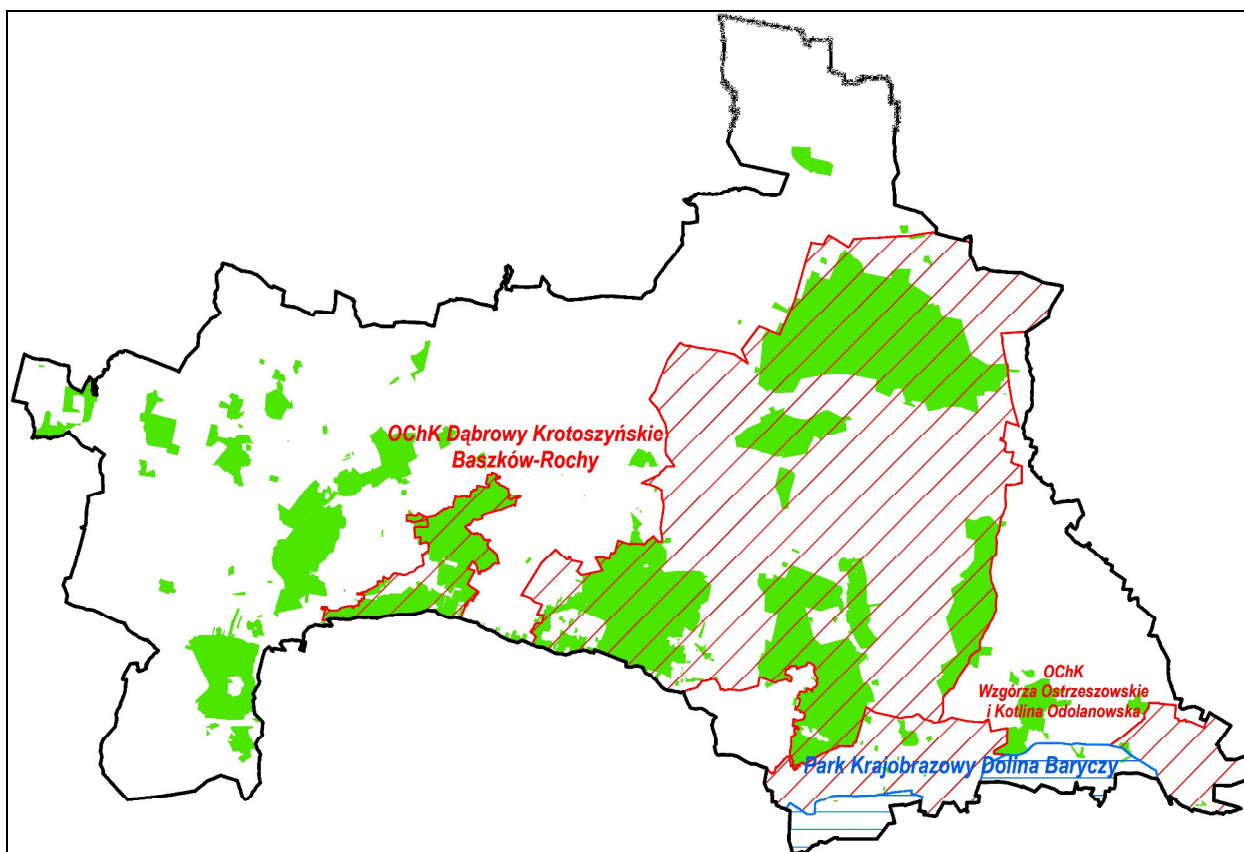 OChK Dąbrowy Krotoszyńskie
Baszków-Rochy
OChK
Wzgórza Ostrzeszowskie
i Kotlina Odolanowska
Park Krajobrazowy Dolina Baryczy